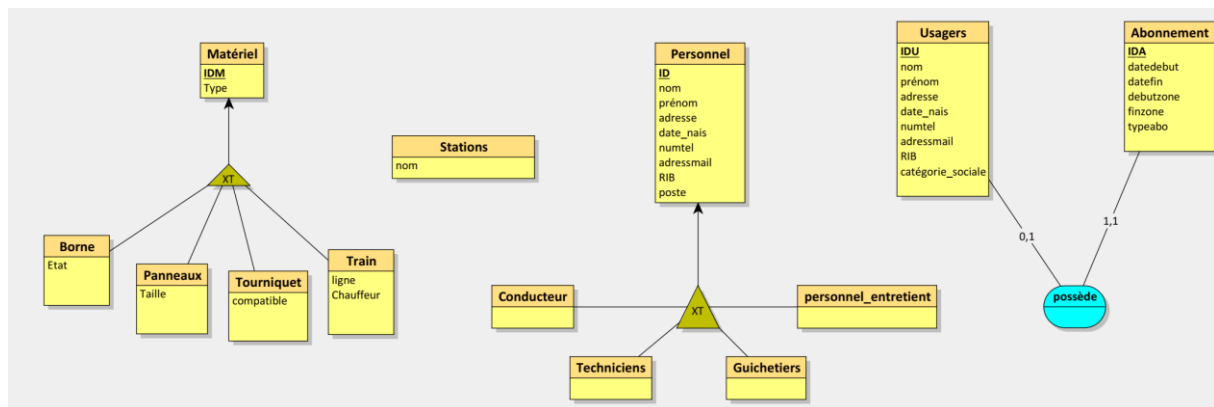 Matériel
IDM
Type
XT
Borne
Etat
Panneaux
Taille
Tourniquet
compatible
Train
ligne
Chauffeur
Stations
nom
Personnel
ID
nom
prénom
adresse
date_nais
numtel
adressmail
RIB
poste
XT
Conducteur
personnel_entretient
Techniciens
Guichetiers
Usagers
IDU
nom
prénom
adresse
date_nais
numtel
adressmail
RIB
catégorie_sociale
Abonnement
IDA
datedebut
datefin
debutzone
finzone
typeabo
0,1
1,1
possède